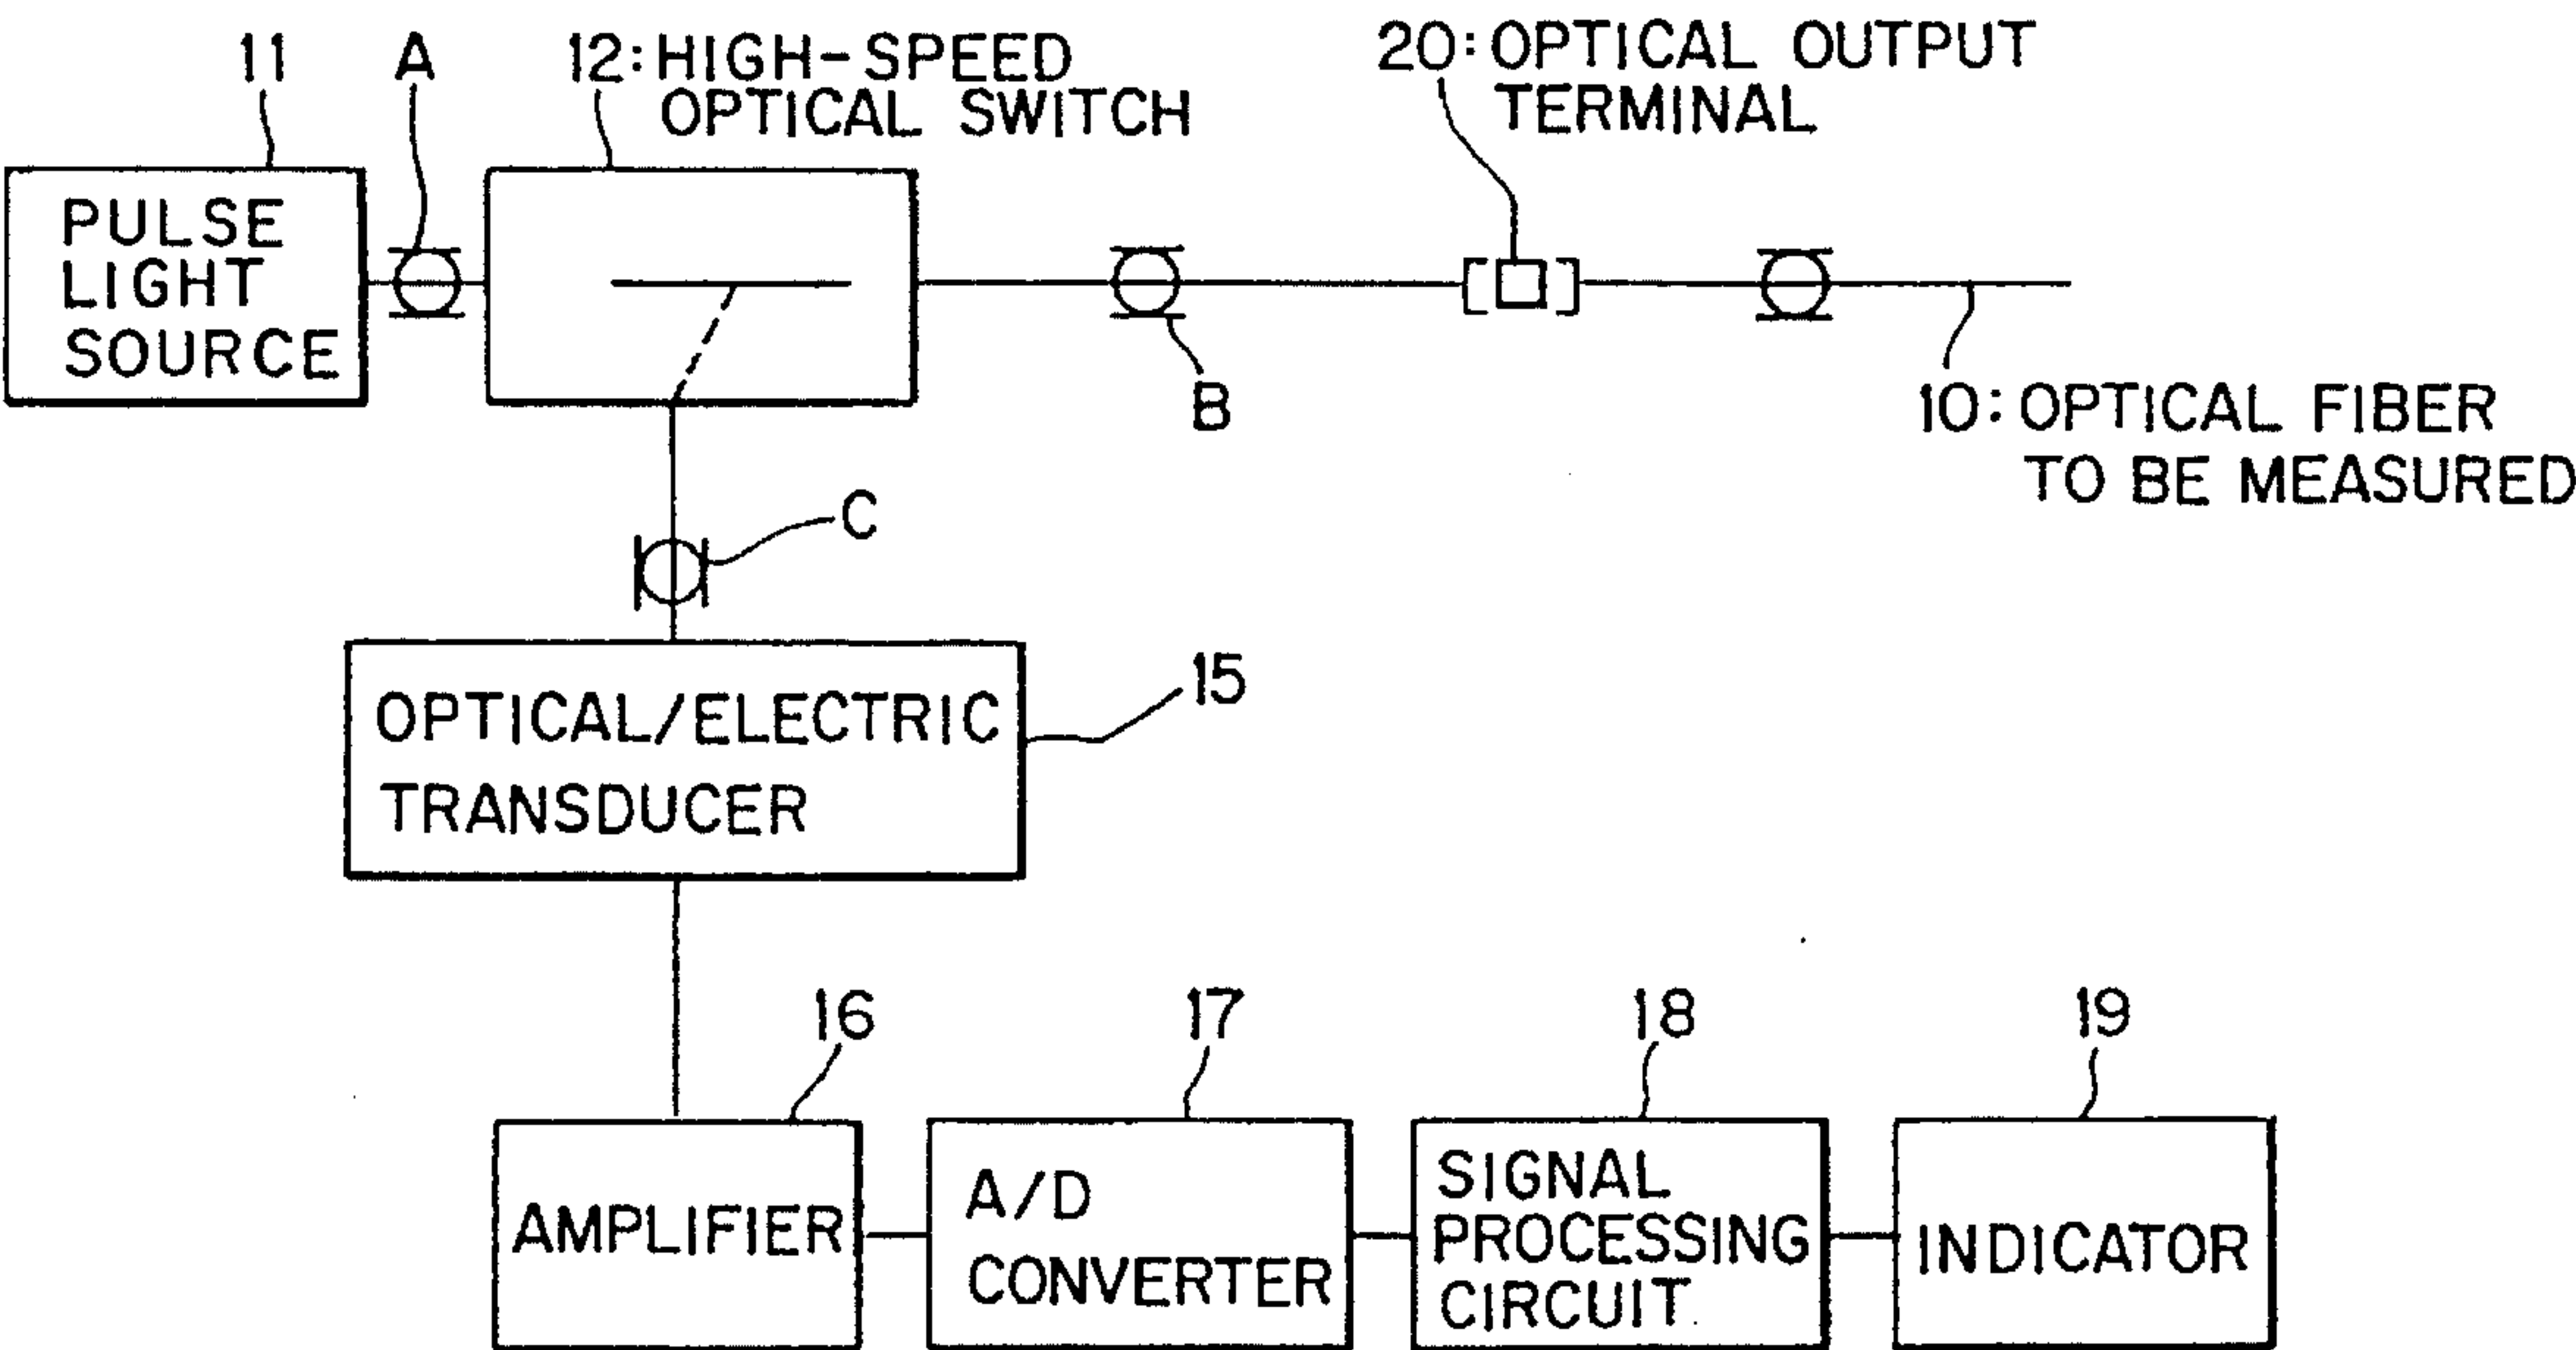 11
A
12: HIGH-SPEED
OPTICAL SWITCH
20: OPTICAL OUTPUT
TERMINAL
PULSE
LIGHT
SOURCE
B
10: OPTICAL FIBER
TO BE MEASURED
C
OPTICAL/ELECTRIC
TRANSDUCER
15
16
17
18
19
AMPLIFIER
A/D
CONVERTER
SIGNAL
PROCESSING
CIRCUIT
INDICATOR